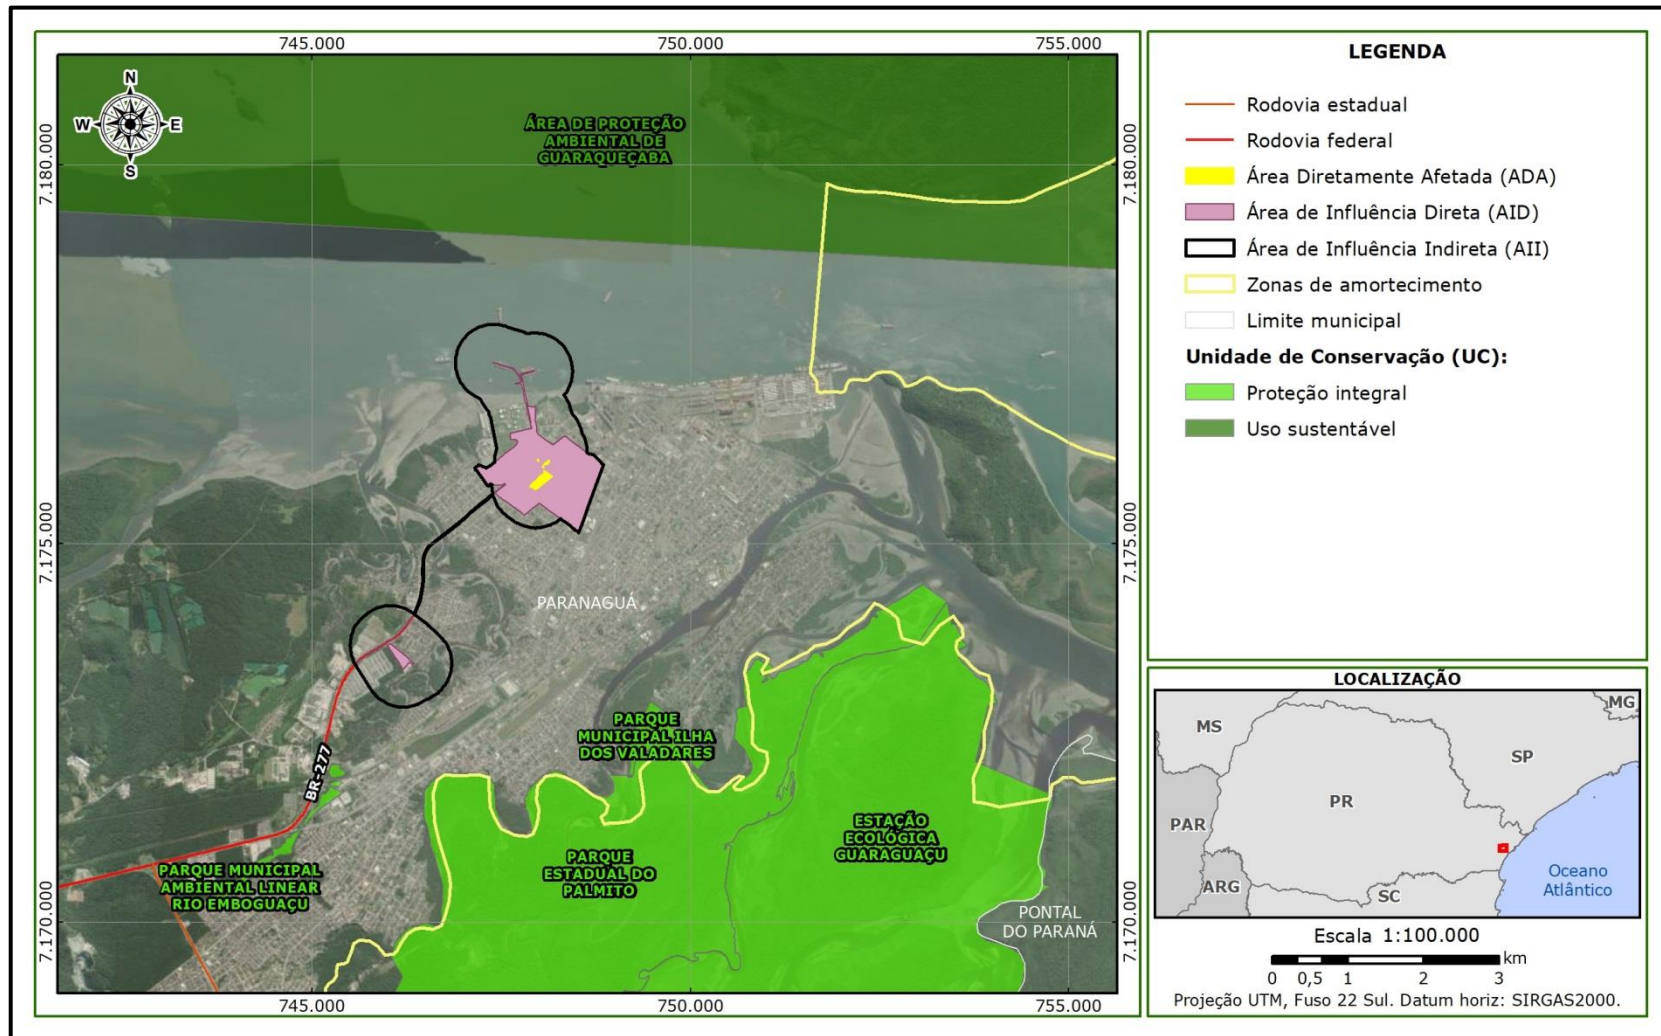 745.000
750.000
755.000
N
W
E
S
7.180.000
7.180.000
ÁREA DE PROTEÇÃO
AMBIENTAL DE
GUARAQUEÇABA
7.175.000
7.175.000
PARANAGUÁ
PARQUE
MUNICIPAL ILHA
DOS VALADARES
BR-277
ESTAÇÃO
ECOLÓGICA
GUARAGUAÇU
PARQUE
ESTADUAL DO
PALMITO
PARQUE MUNICIPAL
AMBIENTAL LINEAR
RIO EMBOGUAÇU
PONTAL
DO PARANÁ
7.170.000
7.170.000
745.000
750.000
755.000
LEGENDA
Rodovia estadual
Rodovia federal
Área Diretamente Afetada (ADA)
Área de Influência Direta (AID)
Área de Influência Indireta (AII)
Zonas de amortecimento
Limite municipal
Unidade de Conservação (UC):
Proteção integral
Uso sustentável
LOCALIZAÇÃO
MS
MG
SP
PR
PAR
ARG
SC
Oceano
Atlântico
Escala 1:100.000
km
0 0,5 1 2 3
Projeção UTM, Fuso 22 Sul. Datum horiz: SIRGAS2000.